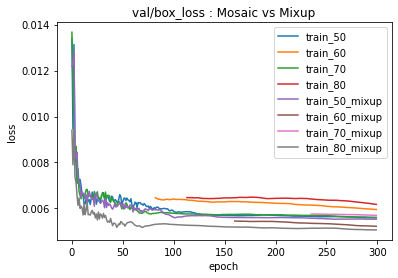 val/box_loss : Mosaic vs Mixup
0.014
0.012
0.010
0.008
0.006
loss
train_50
train_60
train_70
train_80
train_50_mixup
train_60_mixup
train_70_mixup
train_80_mixup
0 50 100 150 200 250 300
epoch